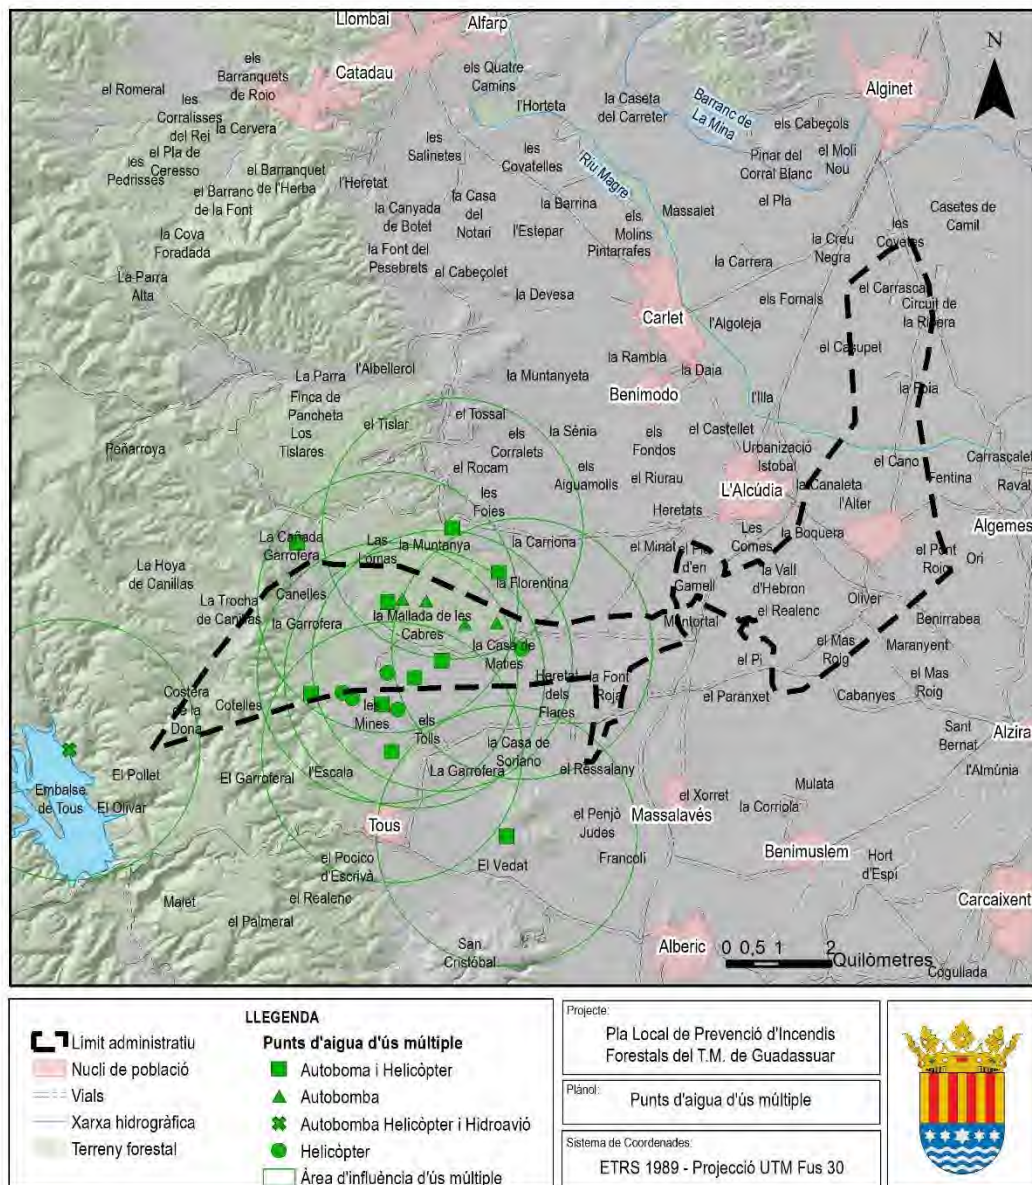 Llombai
Alfarp
els
Barranquets
de Roio
Catadau
els Quatre
Camins
el Romeral
les
Corralisses
del Rei
la Cervera
l'Horteta
la Caseta
del Carreter
Barranc de
La Mina
Alginet
els Cabeçols
el Pla de
Ceresso
les
Pedrisses
les
Salinetes
les
Covatelles
Riu Magre
Pinar del
Corral Blanc
el Moli
Nou
el Barranquet
de l'Herba
l'Heretat
el Barranc
de la Font
la Casa
del
Notari
la Barrina
el Pla
la Canyada
de Botet
els
Molins
Massalet
Casetes de
Camil
la Cova
Foradada
l'Estepar
Pintarrafes
la Creu
Negra
les
Covetes
la Font del
Pesebrets
el Cabeçolet
la Carrera
La Parra
Alta
la Devesa
els Fornals
el Carrascal
Circuit de
la Ribera
Carlet
l'Algoleja
el Casupet
la Rambla
l'Albellerol
La Parra
la Muntanyeta
la Daia
Finca de
Pancheta
Benimodo
la Foia
l'Illa
Los
Tislares
el Tislar
el Tossal
la Sénia
els
Fondos
el Castellet
Peñarroya
els
Corralets
Urbanizació
Istobal
el Rocam
els
Aiguamolis
el Riurau
el Cano
Carrascalet
L'Alcúdia
la Canaleta
l'Alter
Fentina
Raval
les
Foies
Heretats
Algemes
La Cañada
Garrofera
Las
Lomas
la Muntanya
la Carriona
el Minat
el Pla
d'en
Gamell
Les
Comes
la Boquera
el Pont
Roig
Ori
La Hoya
de Canillas
la Florentina
la Vall
d'Hebron
La Trocha
de Canillas
Canelles
la Garrofera
la Mallada de les
Cabres
el Realenc
Oliver
Benirrabea
Montortal
la Casa de
Maties
el Mas
Roig
Maranyent
el Pi
Costera
de la
Dona
Cotelles
Heretat
dels
Flares
la Font
Roja
el Paranxet
Cabanyes
el Mas
Roig
les
Mines
els
Tolls
Sant
Bernat
Alzira
la Casa de
Soriano
El Pollet
El Garroferal
l'Escala
La Garrofera
el Ressalany
l'Almúnia
Embalse
de Tous
El Olivar
Mulata
el Xorret
la Corriola
Tous
el Penjò
Judes
Massalavés
Benimuslem
el Pocico
d'Escrivà
El Vedat
Francolí
Hort
d'Espí
Malet
el Realenc
Carcaixent
el Palmeral
San
Cristóbal
Alberic
Cogullada
N
0 0,5 1 2
Quilòmetres
LLEGENDA
Límit administratiu
Nucli de població
Vials
Xarxa hidrogràfica
Terreny forestal
Punts d'aigua d'ús múltiple
Autoboma i Helicòpter
Autobomba
Autobomba Helicòpter i Hidroavió
Helicòpter
Àrea d'influència d'ús múltiple
Projecte:
Pla Local de Prevenció d'Incendis
Forestals del T.M. de Guadassuar
Plànol:
Punts d'aigua d'ús múltiple
Sistema de Coordenades:
ETRS 1989 - Projecció UTM Fus 30